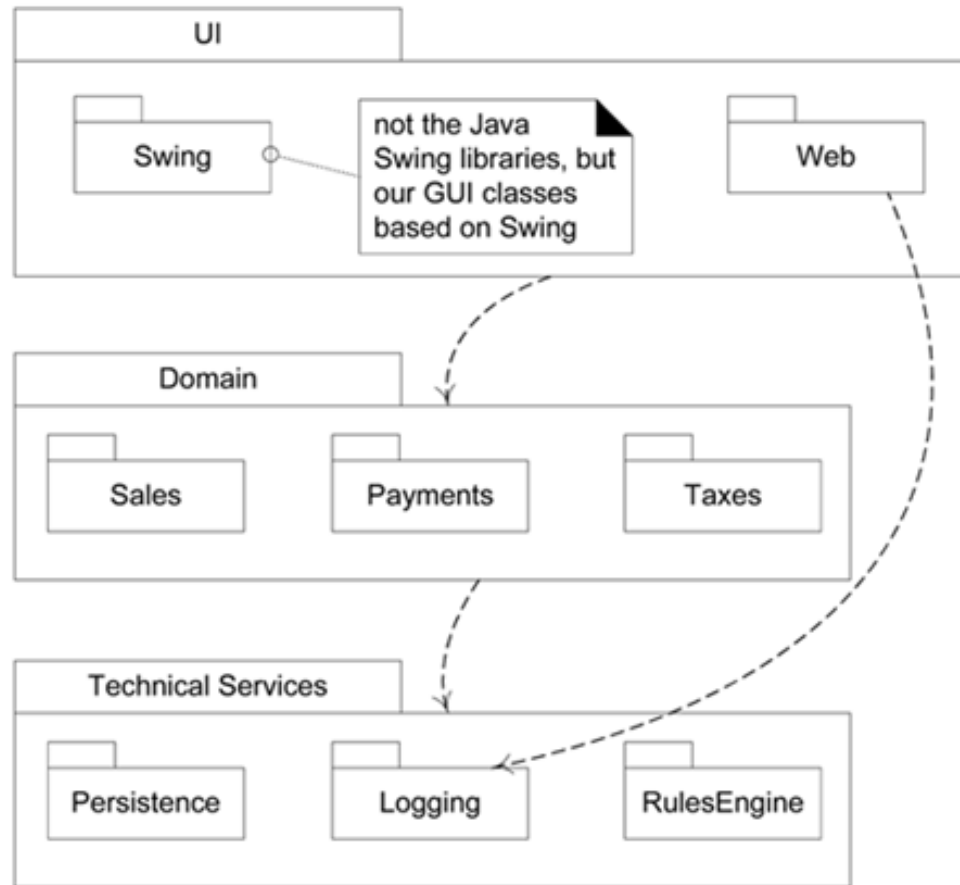 UI
Swing
not the Java
Swing libraries, but
our GUI classes
based on Swing
Web
Domain
Sales
Payments
Taxes
Technical Services
Persistence
Logging
RulesEngine